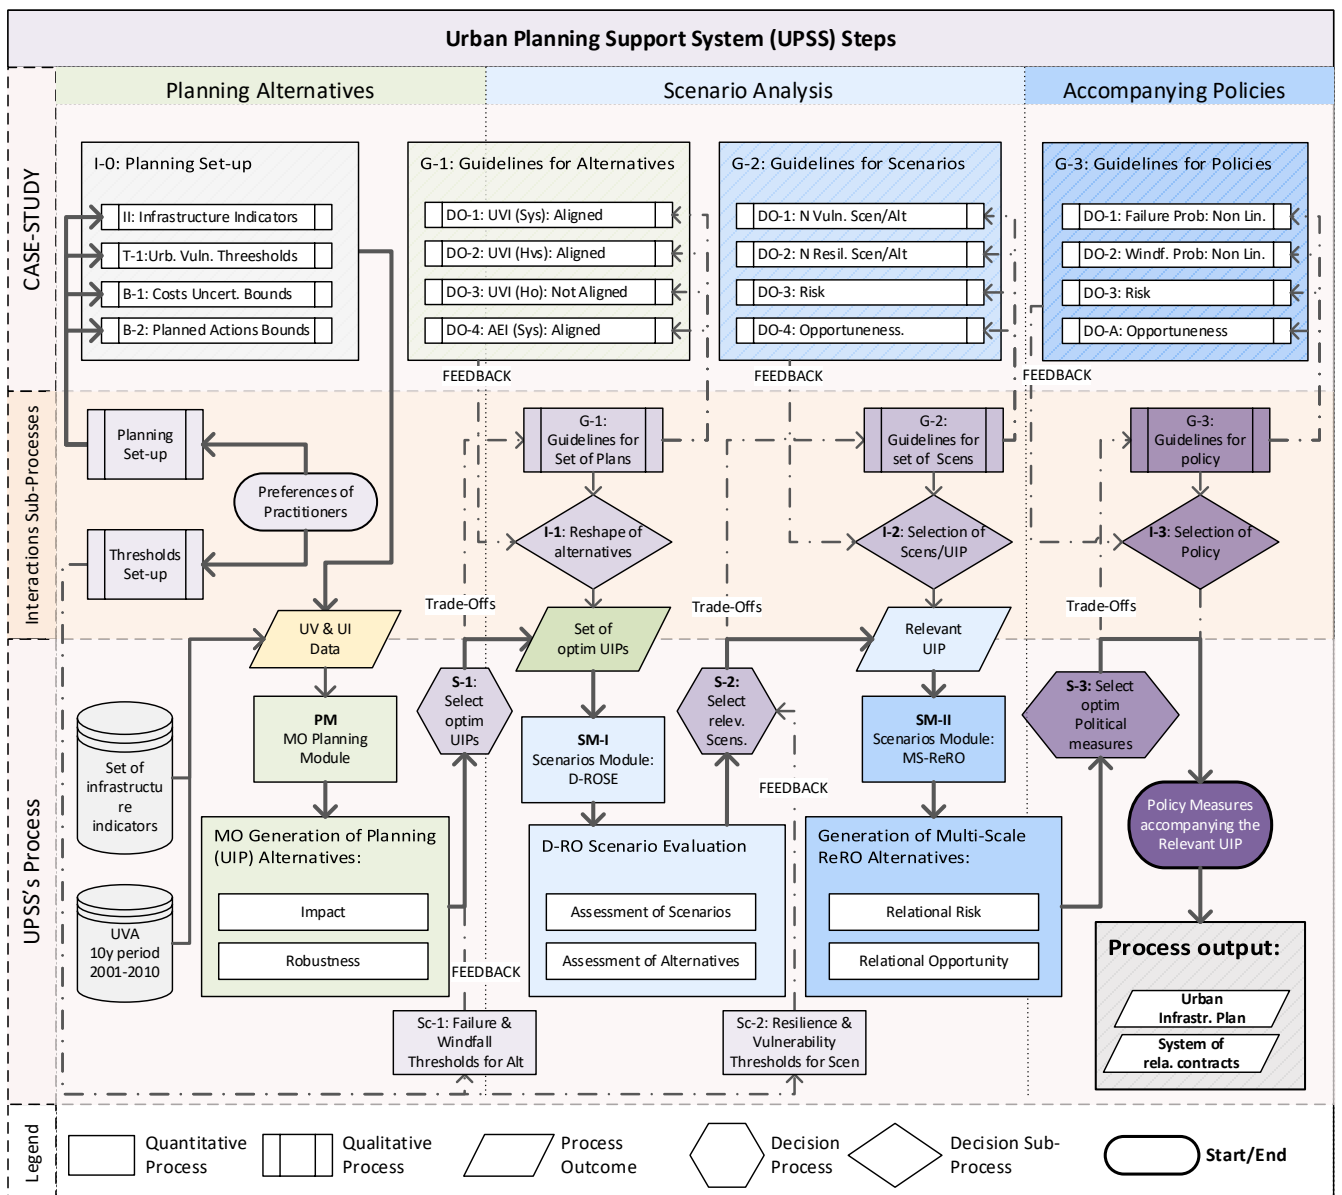 Urban Planning Support System (UPSS) Steps
Planning Alternatives
Scenario Analysis
Accompanying Policies
CASE-STUDY
I-0: Planning Set-up
II: Infrastructure Indicators
T-1:Urb. Vuln. Threesholds
B-1: Costs Uncert. Bounds
B-2: Planned Actions Bounds
G-1: Guidelines for Alternatives
DO-1: UVI (Sys): Aligned
DO-2: UVI (Hvs): Aligned
DO-3: UVI (Ho): Not Aligned
DO-4: AEI (Sys): Aligned
G-2: Guidelines for Scenarios
DO-1: N Vuln. Scen/Alt
DO-2: N Resil. Scen/Alt
DO-3: Risk
DO-4: Opportuneness.
G-3: Guidelines for Policies
DO-1: Failure Prob: Non Lin.
DO-2: Windf. Prob: Non Lin.
DO-3: Risk
DO-A: Opportuneness
FEEDBACK
FEEDBACK
FEEDBACK
Interactions Sub-Processes
Planning
Set-up
Preferences of
Practitioners
Thresholds
Set-up
G-1:
Guidelines for
Set of Plans
I-1: Reshape of
alternatives
G-2:
Guidelines for
set of Scens
I-2: Selection of
Scens/UIP
G-3:
Guidelines for
policy
I-3: Selection of
Policy
Trade-Offs
Trade-Offs
Trade-Offs
UPSS's Process
UV & UI
Data
Set of
optim UIPs
Relevant
UIP
Set of
infrastructu
re
indicators
UVA
10y period
2001-2010
PM
MO Planning
Module
S-1:
Select
optim
UIPs
SM-I
Scenarios Module:
D-ROSE
S-2:
Select
relev.
Scens.
SM-II
Scenarios Module:
MS-ReRO
S-3: Select
optim
Political
measures
FEEDBACK
MO Generation of Planning
(UIP) Alternatives:
Impact
Robustness
D-RO Scenario Evaluation
Assessment of Scenarios
Assessment of Alternatives
Generation of Multi-Scale
ReRO Alternatives:
Relational Risk
Relational Opportunity
Policy Measures
accompanying the
Relevant UIP
FEEDBACK
Sc-1: Failure &
Windfall
Thresholds for Alt
Sc-2: Resilience &
Vulnerability
Thresholds for Scen
Process output:
Urban
Infrastr. Plan
System of
rela. contracts
Legend
Quantitative
Process
Qualitative
Process
Process
Outcome
Decision
Process
Decision Sub-
Process
Start/End